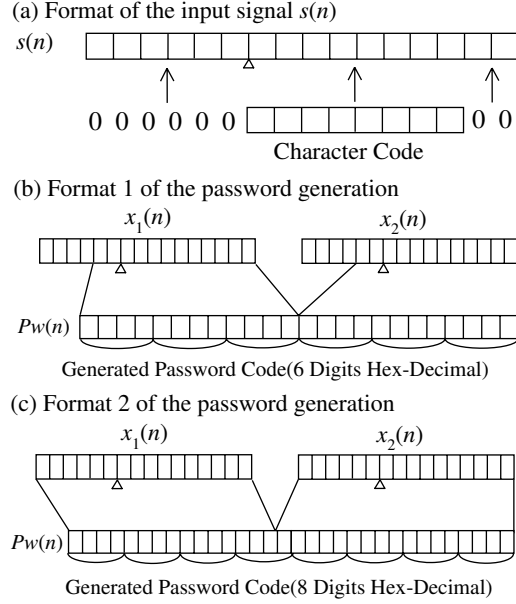 (a) Format of the input signal s(n)
s(n)
0 0 0 0 0 0 0 0
Character Code
(b) Format 1 of the password generation
x1(n) x2(n)
Pw(n)
Generated Password Code(6 Digits Hex-Decimal)
(c) Format 2 of the password generation
x1(n) x2(n)
Pw(n)
Generated Password Code(8 Digits Hex-Decimal)